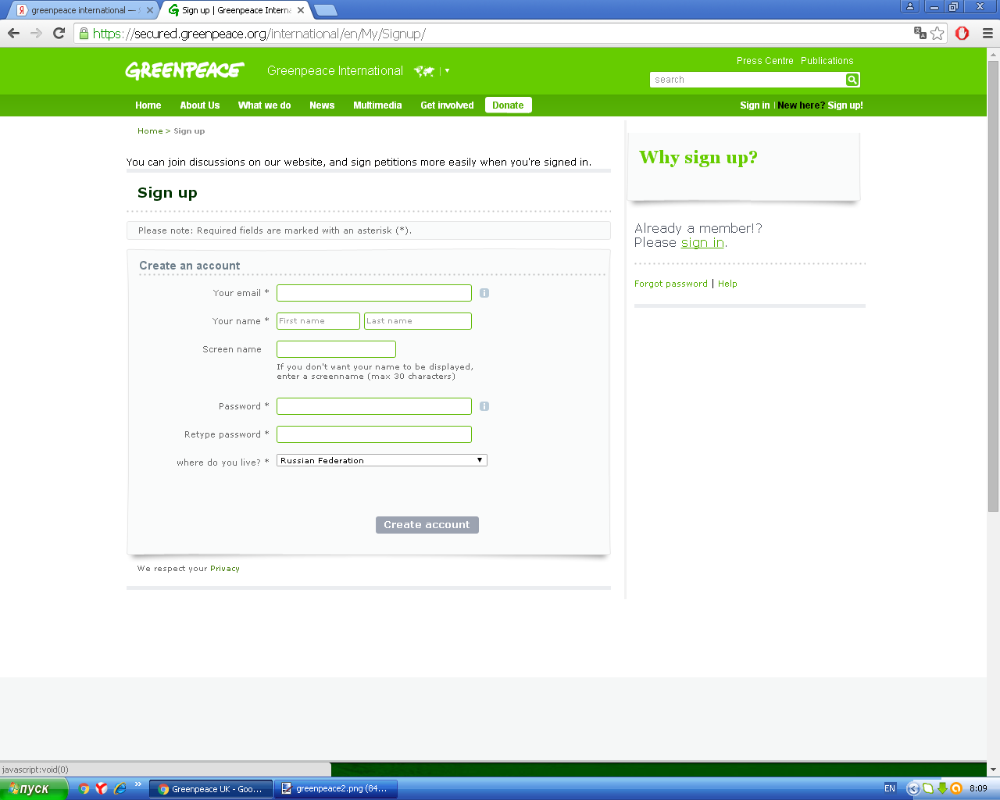 greenpeace international —
Sign up | Greenpeace Interna
https://secured.greenpeace.org/international/en/My/Signup/
GREENPEACE
Greenpeace International
Press Centre Publications
search
Home About Us What we do News Multimedia Get involved Donate
Sign in | New here? Sign up!
Home > Sign up
You can join discussions on our website, and sign petitions more easily when you're signed in.
Sign up
Please note: Required fields are marked with an asterisk (*).
Create an account
Your email *
Your name * First name Last name
Screen name
If you don't want your name to be displayed,
enter a screenname (max 30 characters)
Password *
Retype password *
where do you live? * Russian Federation
Create account
We respect your Privacy
Why sign up?
Already a member!?
Please sign in.
Forgot password | Help
javascript:void(0)
пуск
Greenpeace UK - Goo...
greenpeace2.png (84...
EN
8:09